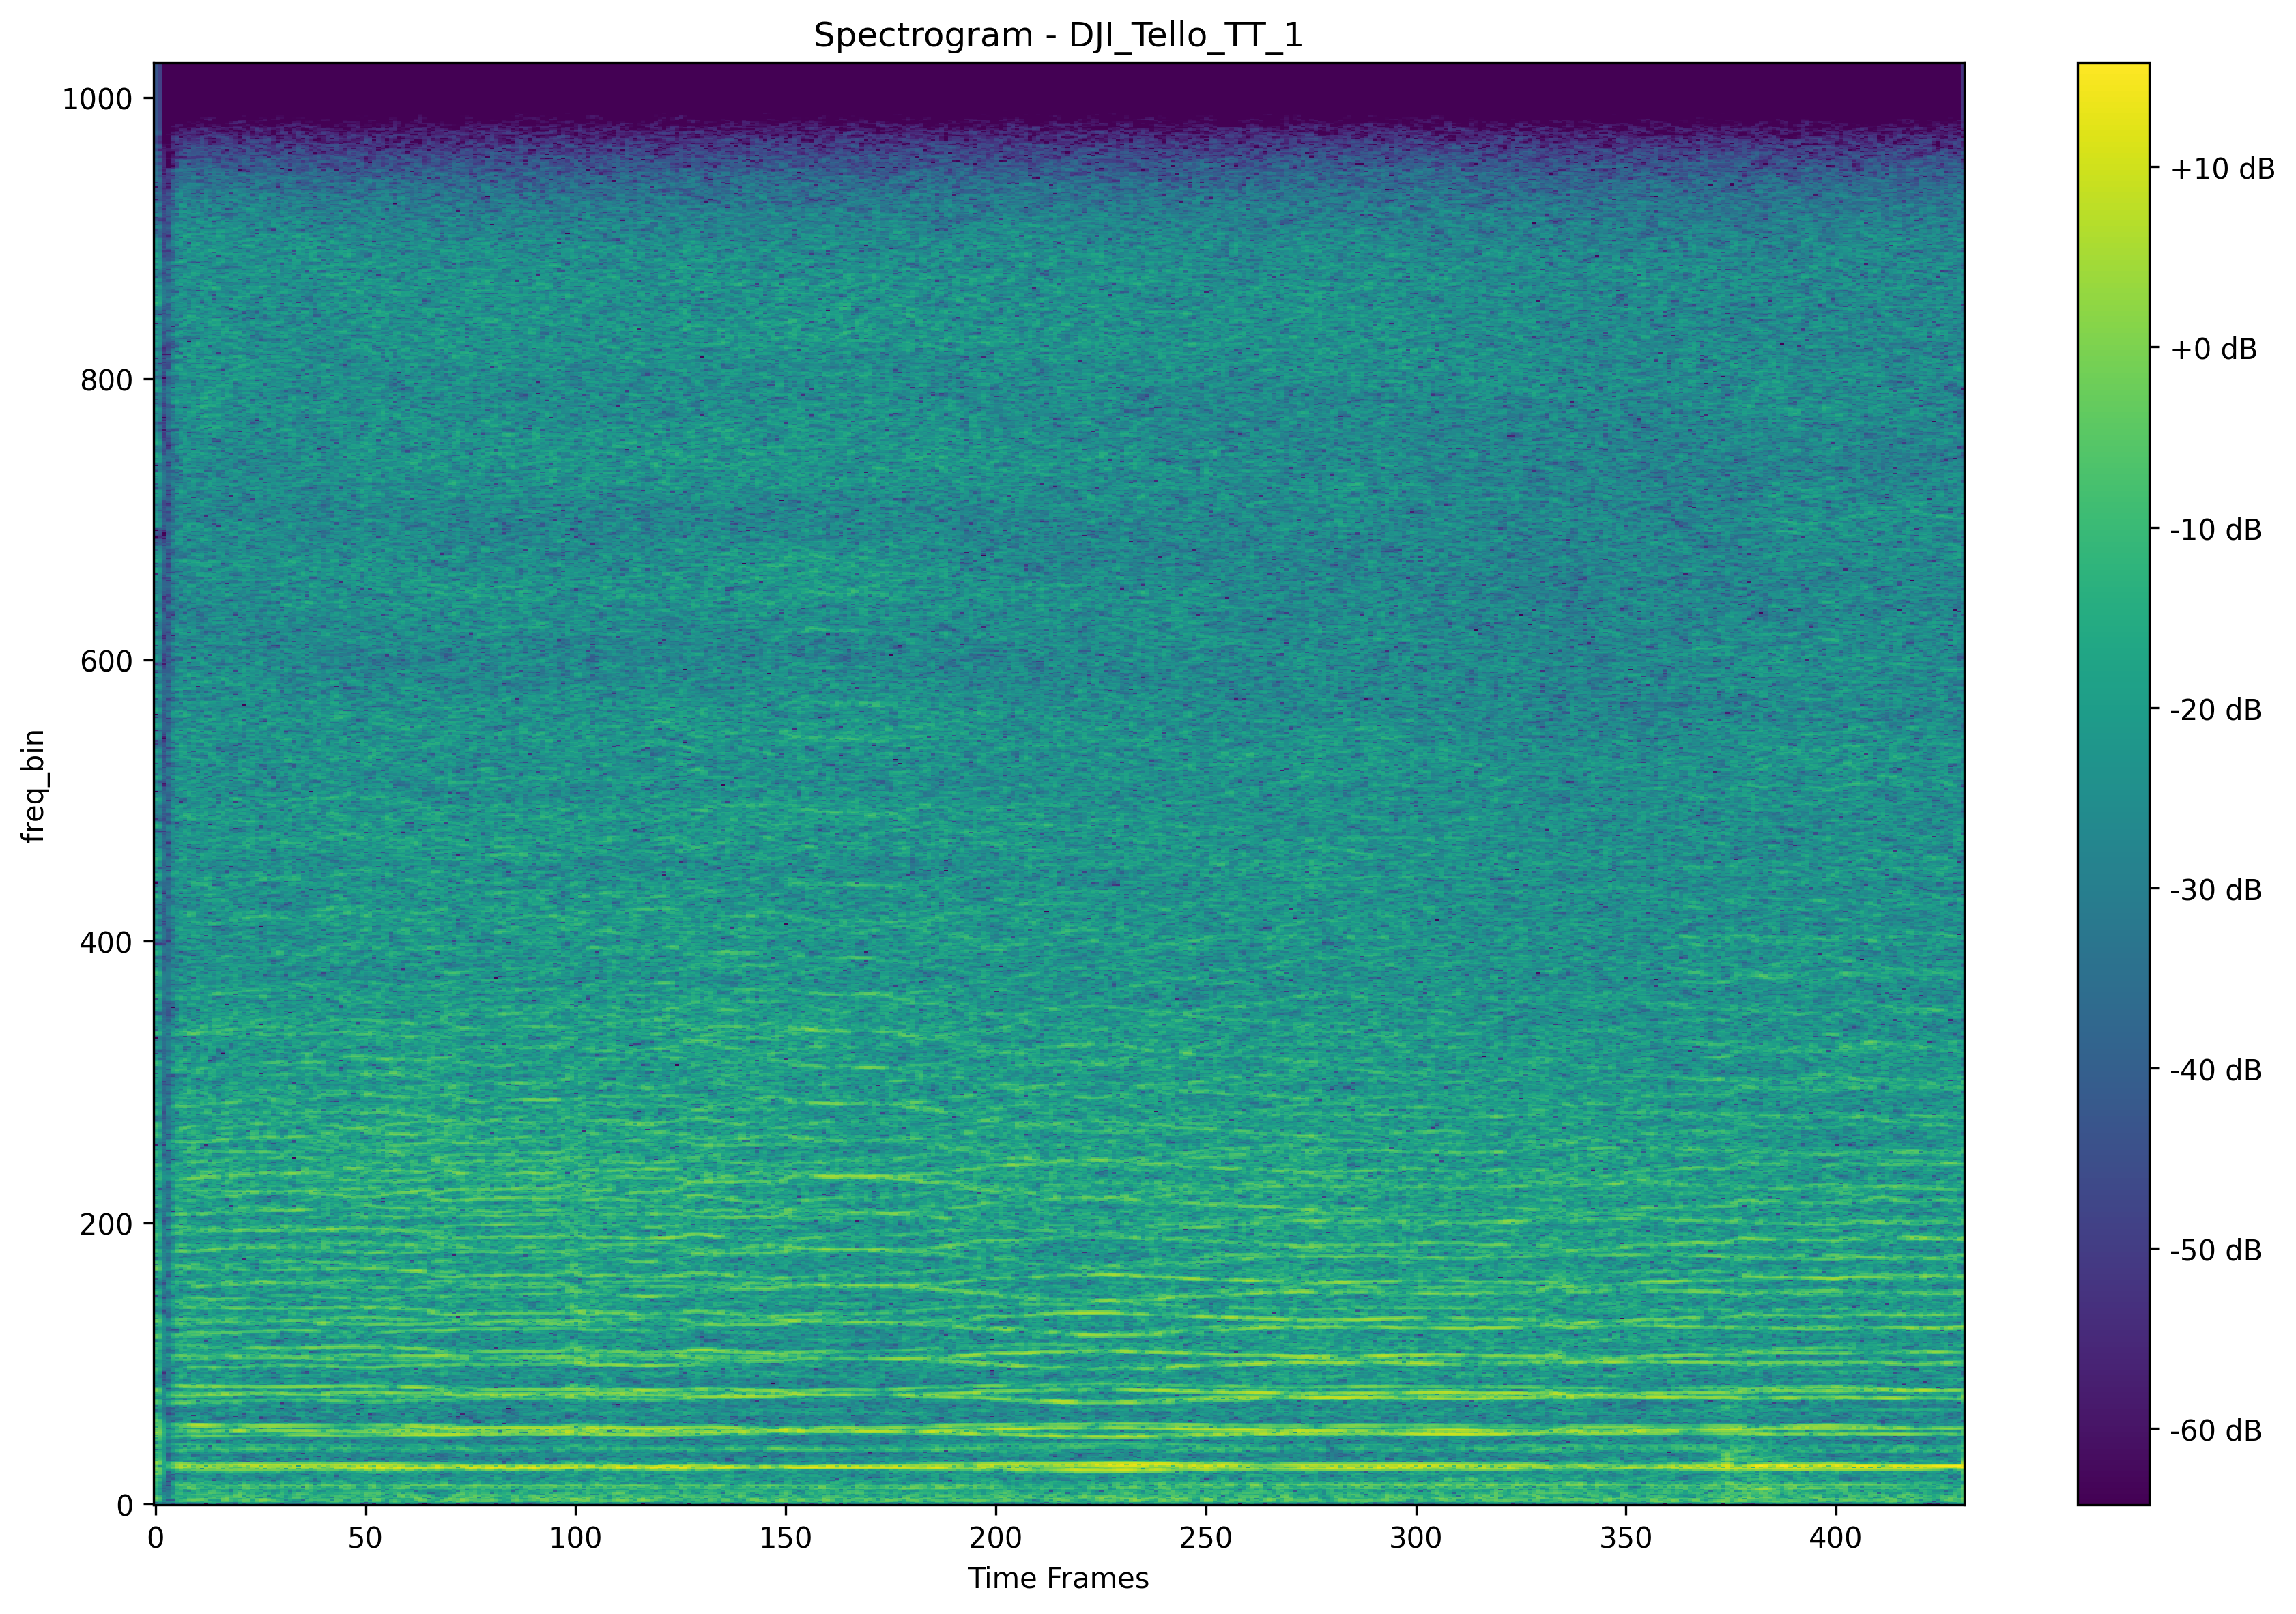 Spectrogram - DJI_Tello_TT_1
1000
800
600
400
200
0
freq_bin
0 50 100 150 200 250 300 350 400
Time Frames
+10 dB
+0 dB
-10 dB
-20 dB
-30 dB
-40 dB
-50 dB
-60 dB